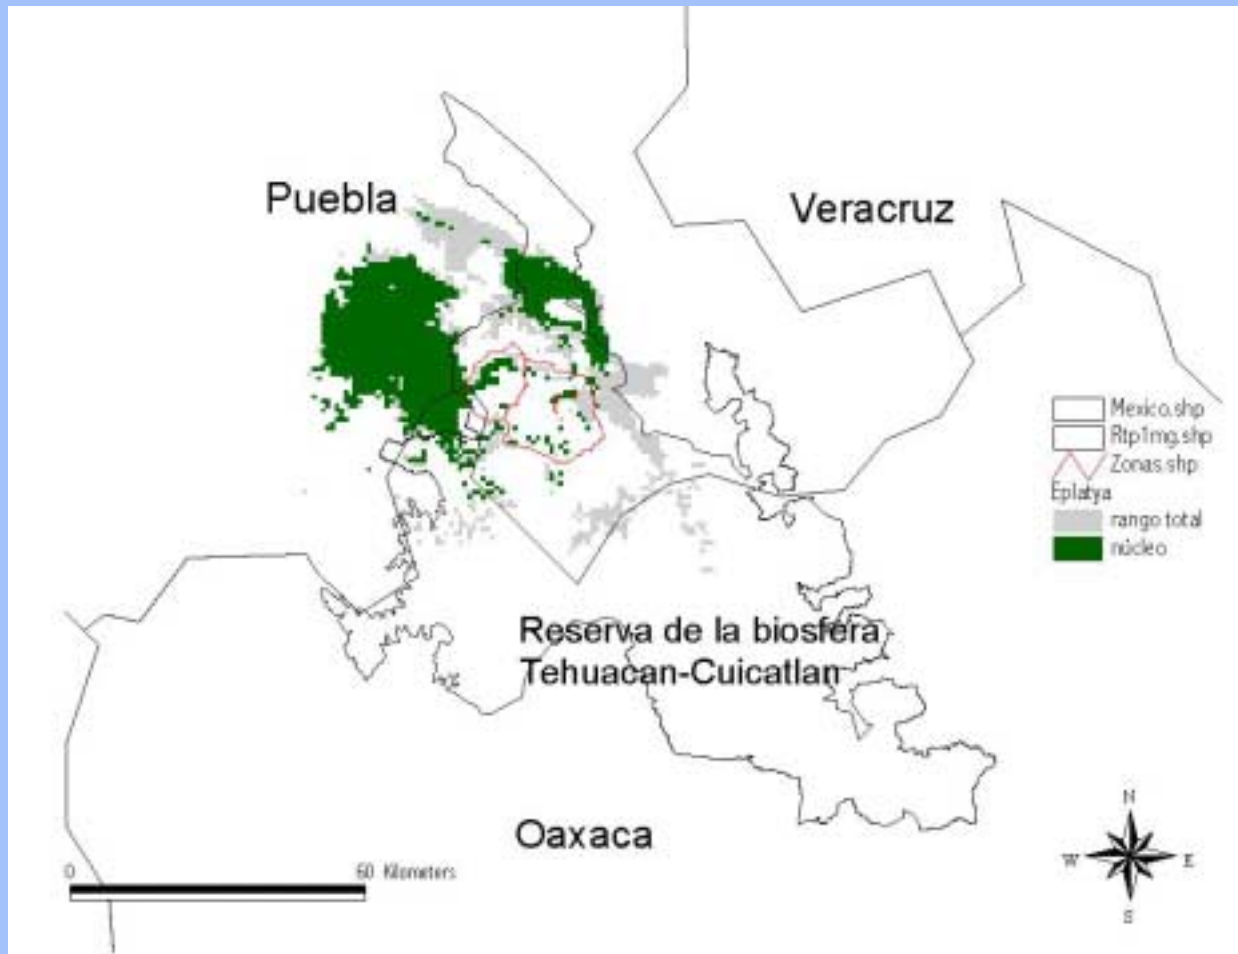 Puebla
Veracruz
Mexico.shp
Rtp1mg.shp
Zonas.shp
Eplatya
rango total
núcleo
Reserva de la biosfera
Tehuacan-Cuicatlan
Oaxaca
0 60 Kilometers
N
W E
S